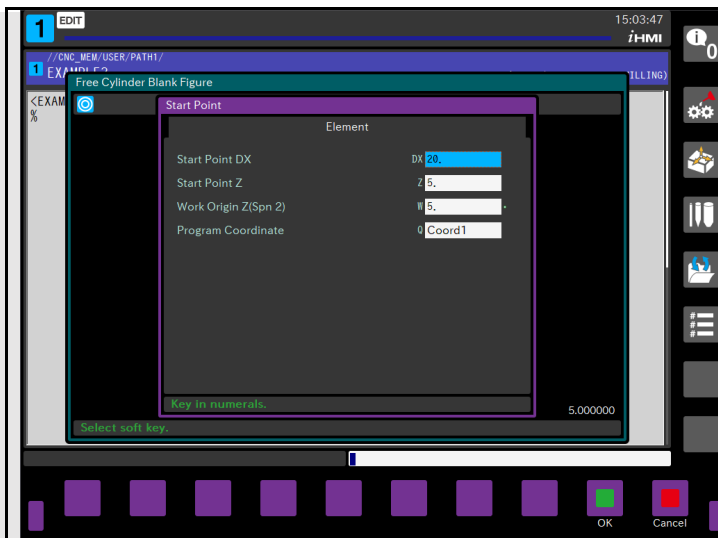 1 EDIT 15:03:47
iHMI
0
//CNC_MEM/USER/PATH1/
1 ILLING)
Free Cylinder Blank Figure
<EXAM
%
Start Point
Element
Start Point DX DX 20.
Start Point Z Z 5.
Work Origin Z(Spn 2) W 5. *
Program Coordinate Q Coord1
Key in numerals.
5.000000
Select soft key.
OK Cancel